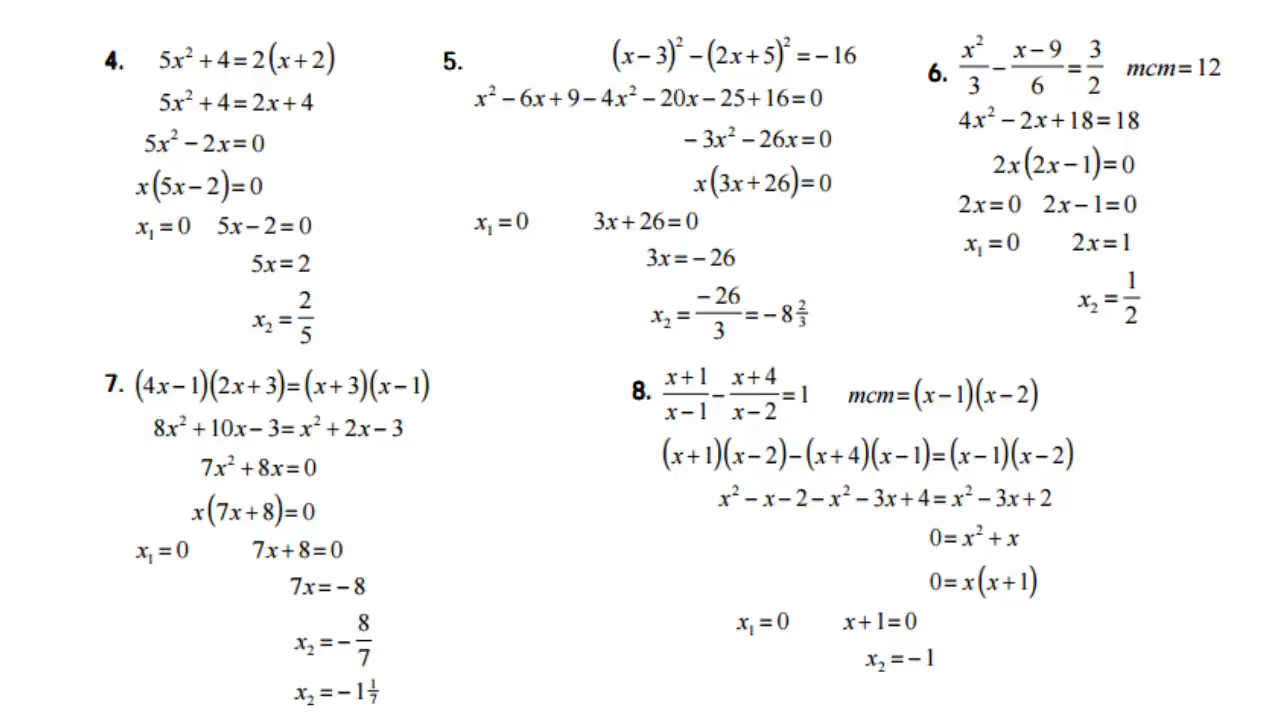 4. 5x² + 4 = 2(x + 2)
5x² + 4 = 2x + 4
5x² − 2x = 0
x(5x − 2) = 0
x₁ = 0 5x − 2 = 0
5x = 2
x₂ = 2/5
5. (x − 3)² − (2x + 5)² = −16
x² − 6x + 9 − 4x² − 20x − 25 + 16 = 0
−3x² − 26x = 0
x(3x + 26) = 0
x₁ = 0 3x + 26 = 0
3x = −26
x₂ = −26/3 = −8 2/3
6. x²/3 − (x − 9)/6 = 3/2 mcm = 12
4x² − 2x + 18 = 18
2x(2x − 1) = 0
2x = 0 2x − 1 = 0
x₁ = 0 2x = 1
x₂ = 1/2
7. (4x − 1)(2x + 3) = (x + 3)(x − 1)
8x² + 10x − 3 = x² + 2x − 3
7x² + 8x = 0
x(7x + 8) = 0
x₁ = 0 7x + 8 = 0
7x = −8
x₂ = −8/7
x₂ = −1 1/7
8. (x + 1)/(x − 1) − (x + 4)/(x − 2) = 1 mcm = (x − 1)(x − 2)
(x + 1)(x − 2) − (x + 4)(x − 1) = (x − 1)(x − 2)
x² − x − 2 − x² − 3x + 4 = x² − 3x + 2
0 = x² + x
0 = x(x + 1)
x₁ = 0 x + 1 = 0
x₂ = −1